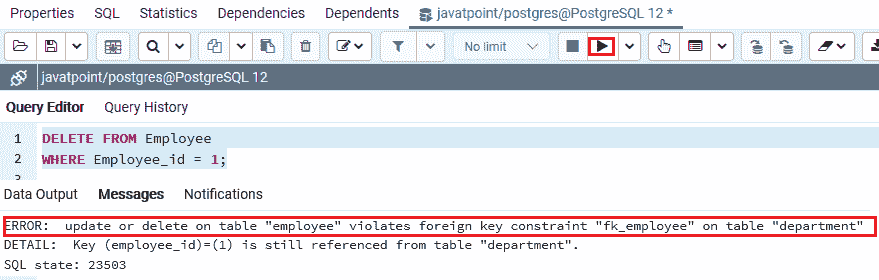 Properties SQL Statistics Dependencies Dependents javatpoint/postgres@PostgreSQL 12 *
No limit
javatpoint/postgres@PostgreSQL 12
Query Editor Query History
1 DELETE FROM Employee
2 WHERE Employee_id = 1;
3
Data Output Messages Notifications
ERROR: update or delete on table "employee" violates foreign key constraint "fk_employee" on table "department"
DETAIL: Key (employee_id)=(1) is still referenced from table "department".
SQL state: 23503